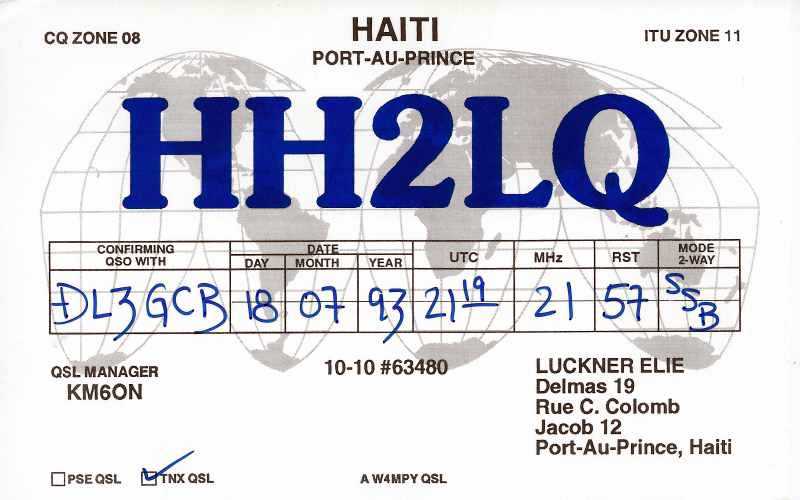 CQ ZONE 08
HAITI
ITU ZONE 11
PORT-AU-PRINCE
HH2LQ
CONFIRMING QSO WITH
DATE
DAY MONTH YEAR
UTC
MHz
RST
MODE 2-WAY
DL3GCB 18 07 93 2119 21 57 SSB
QSL MANAGER
KM6ON
10-10 #63480
LUCKNER ELIE
Delmas 19
Rue C. Colomb
Jacob 12
Port-Au-Prince, Haiti
PSE QSL TNX QSL
A W4MPY QSL